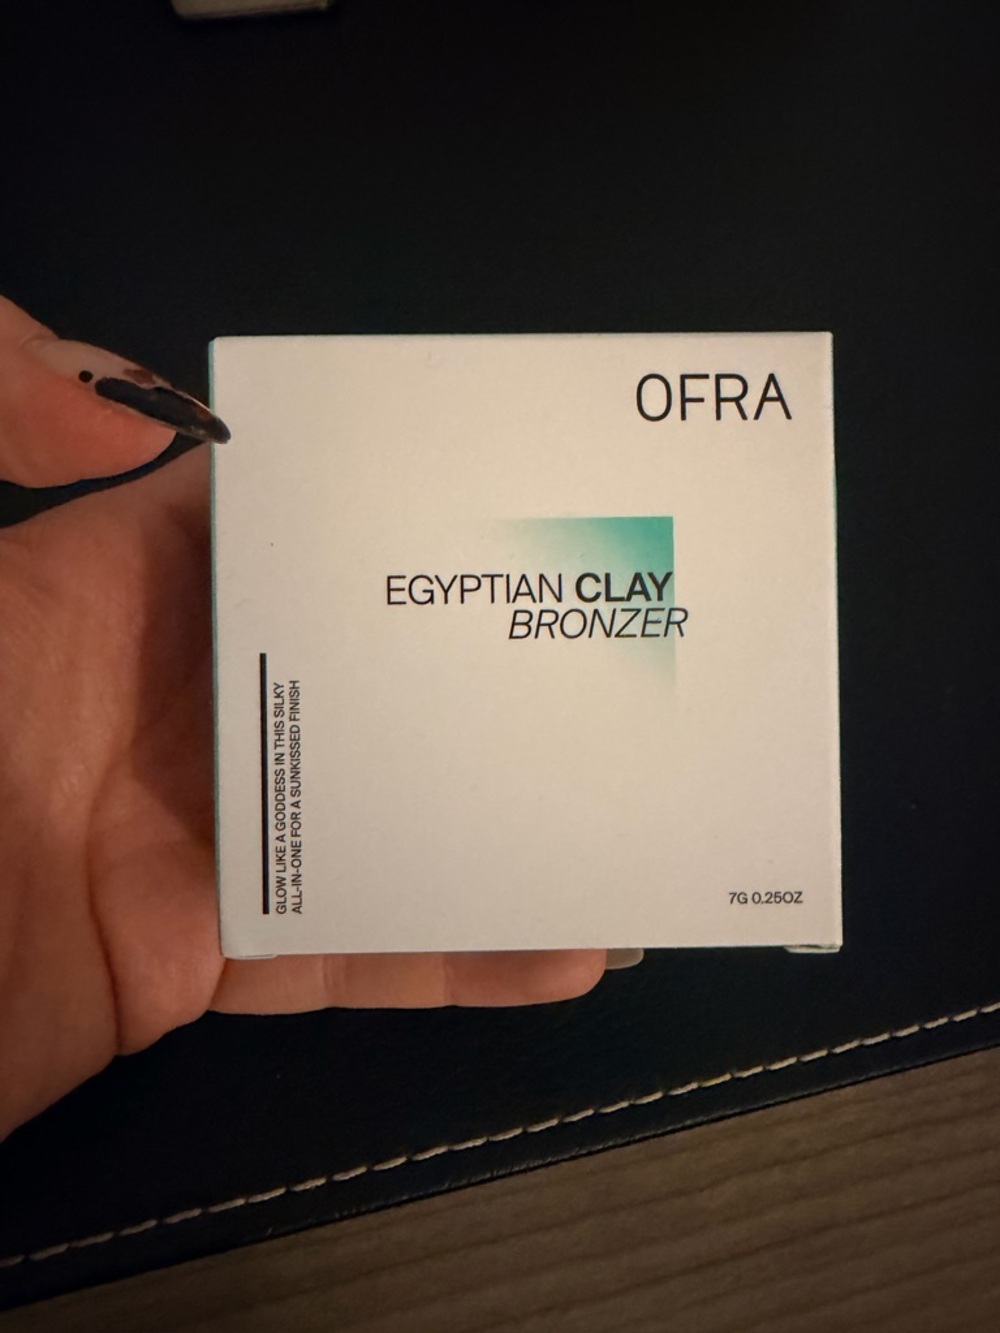 OFRA
EGYPTIAN CLAY
BRONZER
GLOW LIKE A GODDESS IN THIS SILKY
ALL-IN-ONE FOR A SUNKISSED FINISH
7G 0.25OZ